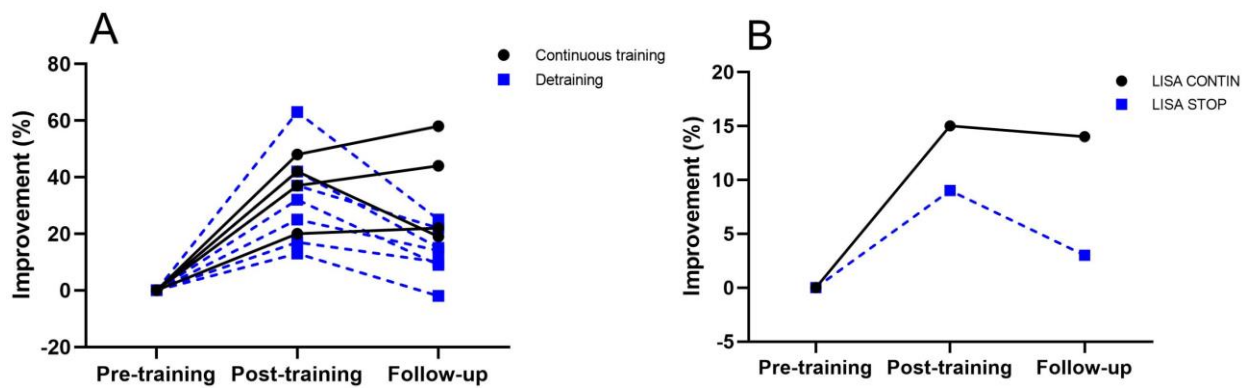 A
Continuous training
Detraining
Improvement (%)
80
60
40
20
0
-20
Pre-training Post-training Follow-up
B
LISA CONTIN
LISA STOP
Improvement (%)
20
15
10
5
0
-5
Pre-training Post-training Follow-up